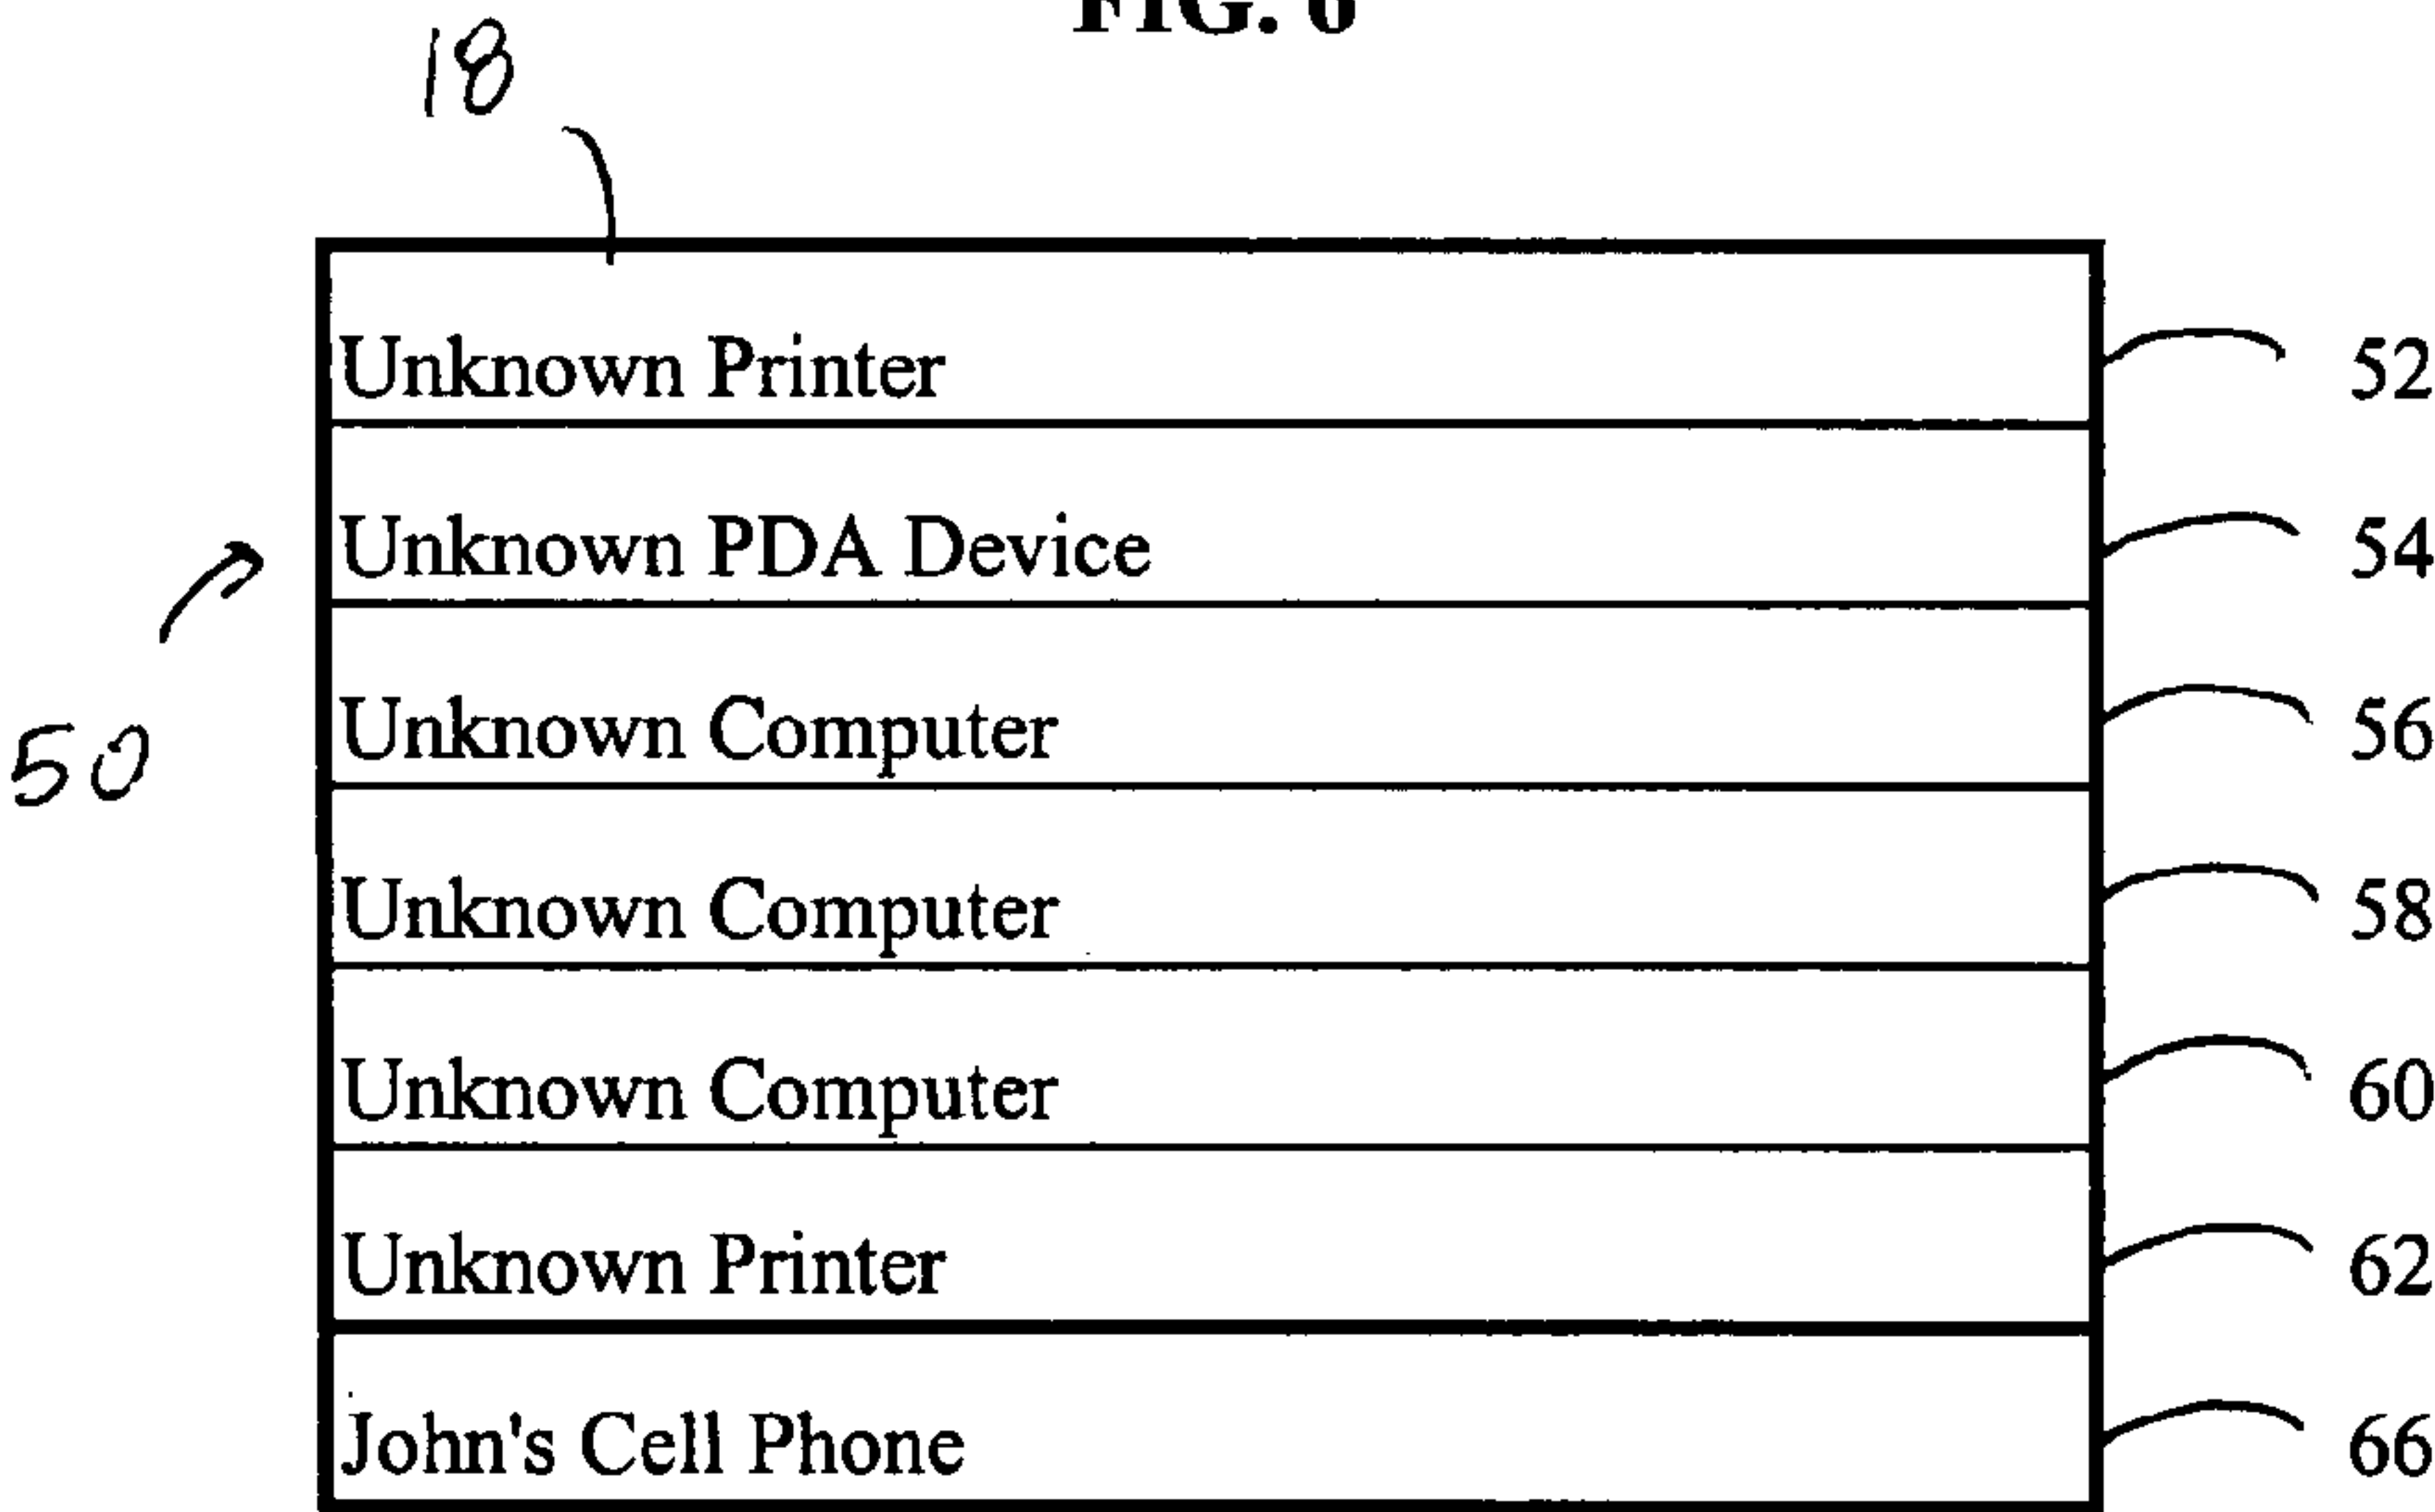 FIG.
18
Unknown Printer 52
Unknown PDA Device 54
50
Unknown Computer 56
Unknown Computer 58
Unknown Computer 60
Unknown Printer 62
John's Cell Phone 66